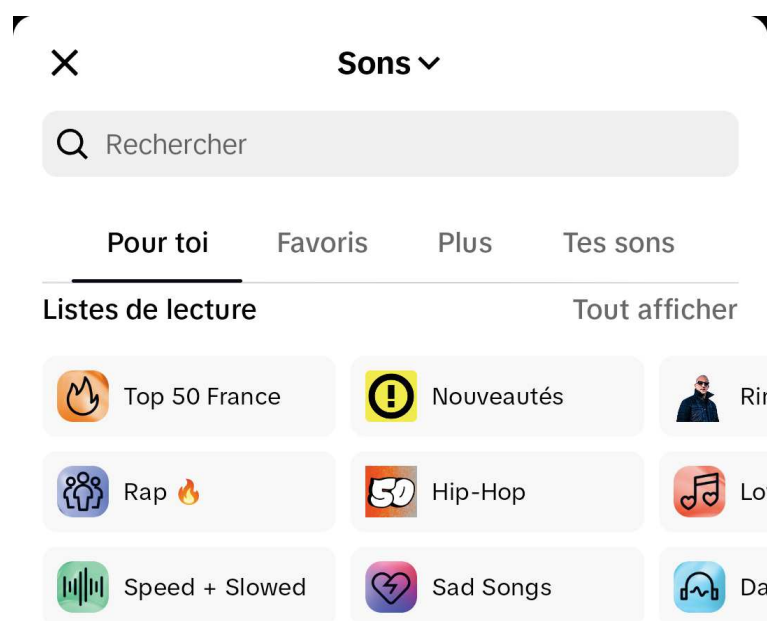 Sons
Rechercher
Pour toi Favoris Plus Tes sons
Listes de lecture Tout afficher
Top 50 France Nouveautés
Rap 🔥 50 Hip-Hop
Speed + Slowed Sad Songs